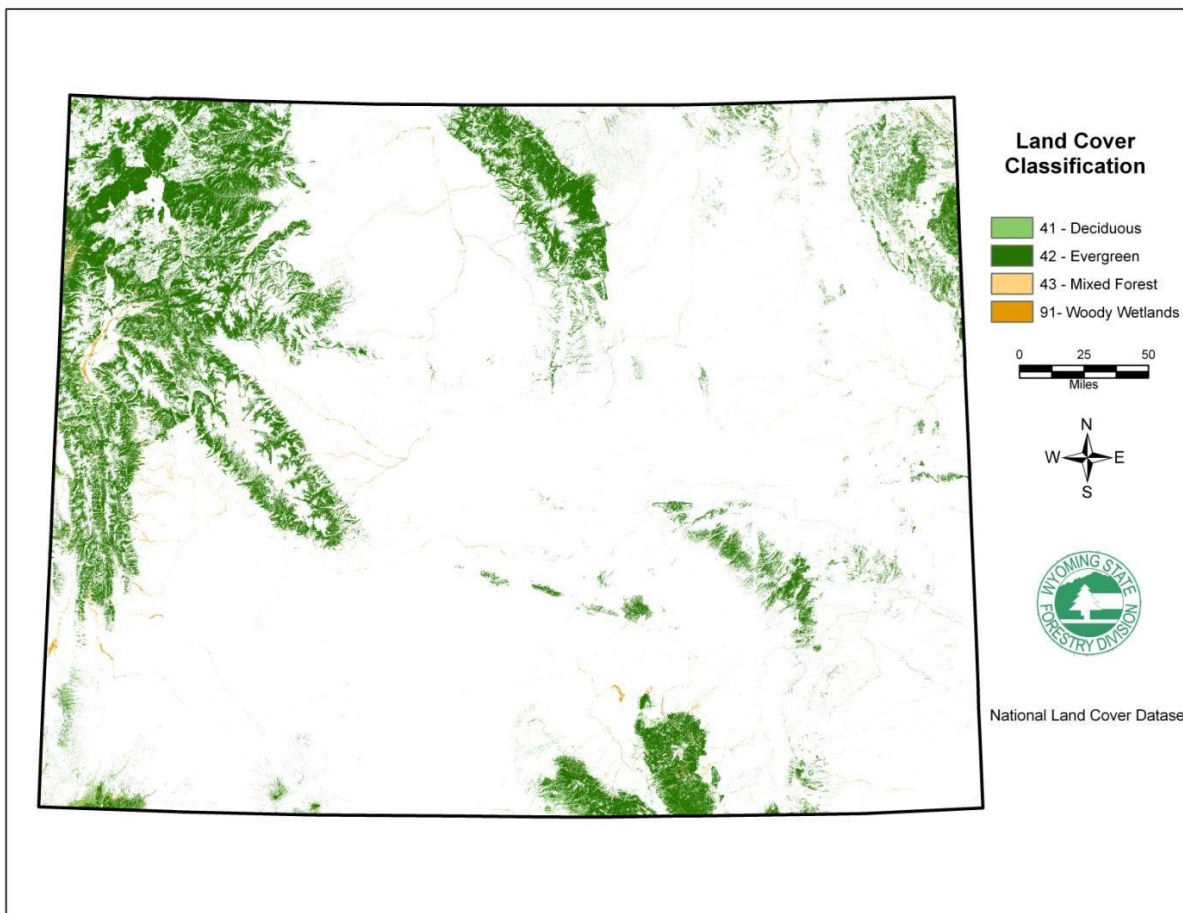 Land Cover
Classification
41 - Deciduous
42 - Evergreen
43 - Mixed Forest
91- Woody Wetlands
0 25 50
Miles
N
W E
S
WYOMING STATE
FORESTRY DIVISION
National Land Cover Datase